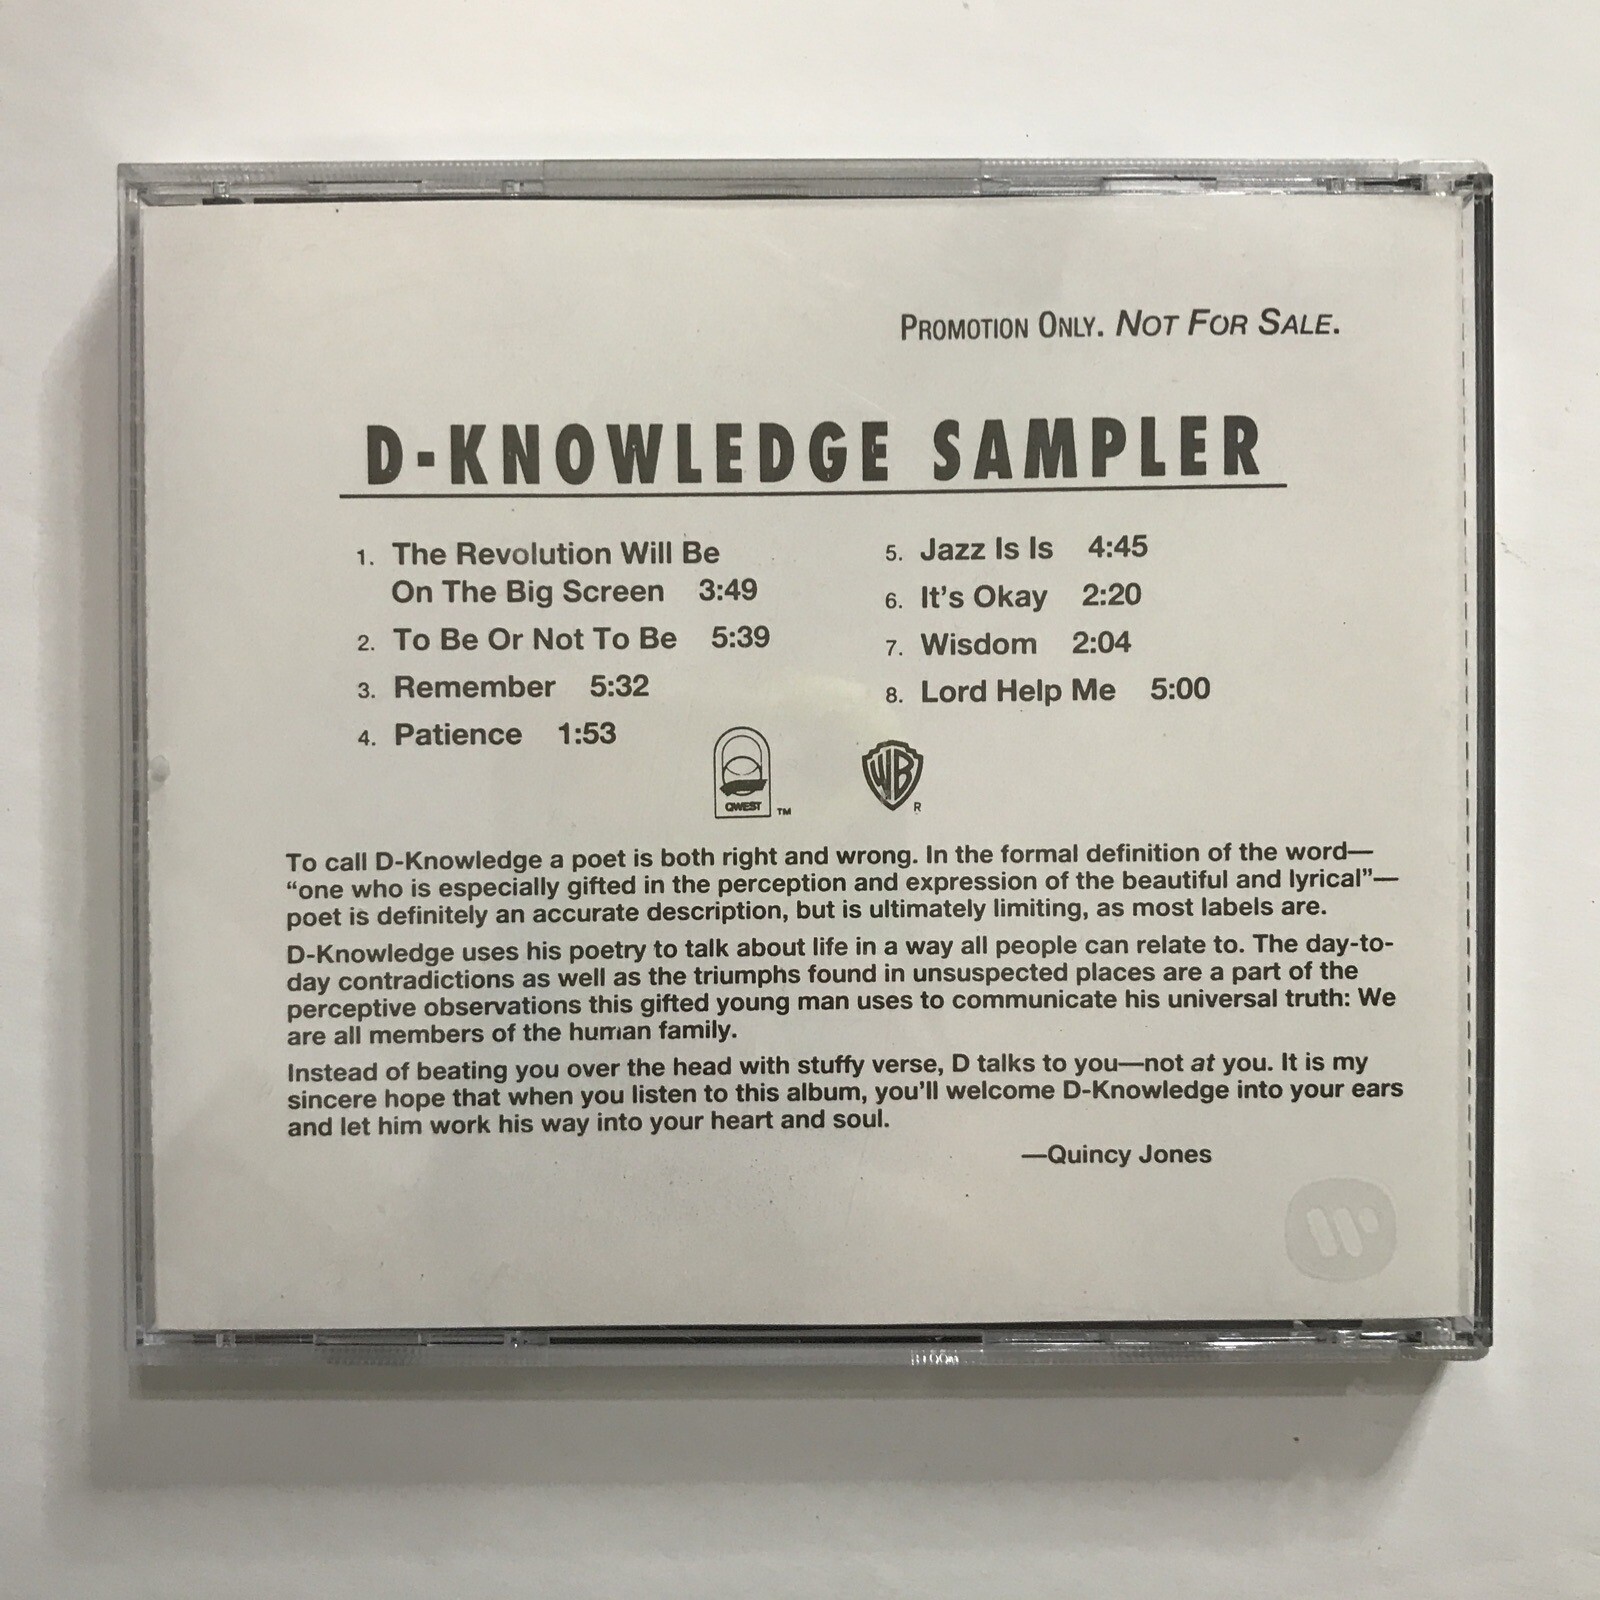 PROMOTION ONLY. NOT FOR SALE.
D-KNOWLEDGE SAMPLER
1. The Revolution Will Be
On The Big Screen 3:49
2. To Be Or Not To Be 5:39
3. Remember 5:32
4. Patience 1:53
5. Jazz Is Is 4:45
6. It's Okay 2:20
7. Wisdom 2:04
8. Lord Help Me 5:00
QWEST TM
WB R
To call D-Knowledge a poet is both right and wrong. In the formal definition of the word—
“one who is especially gifted in the perception and expression of the beautiful and lyrical”—
poet is definitely an accurate description, but is ultimately limiting, as most labels are.
D-Knowledge uses his poetry to talk about life in a way all people can relate to. The day-to-
day contradictions as well as the triumphs found in unsuspected places are a part of the
perceptive observations this gifted young man uses to communicate his universal truth: We
are all members of the human family.
Instead of beating you over the head with stuffy verse, D talks to you—not at you. It is my
sincere hope that when you listen to this album, you'll welcome D-Knowledge into your ears
and let him work his way into your heart and soul.
—Quincy Jones